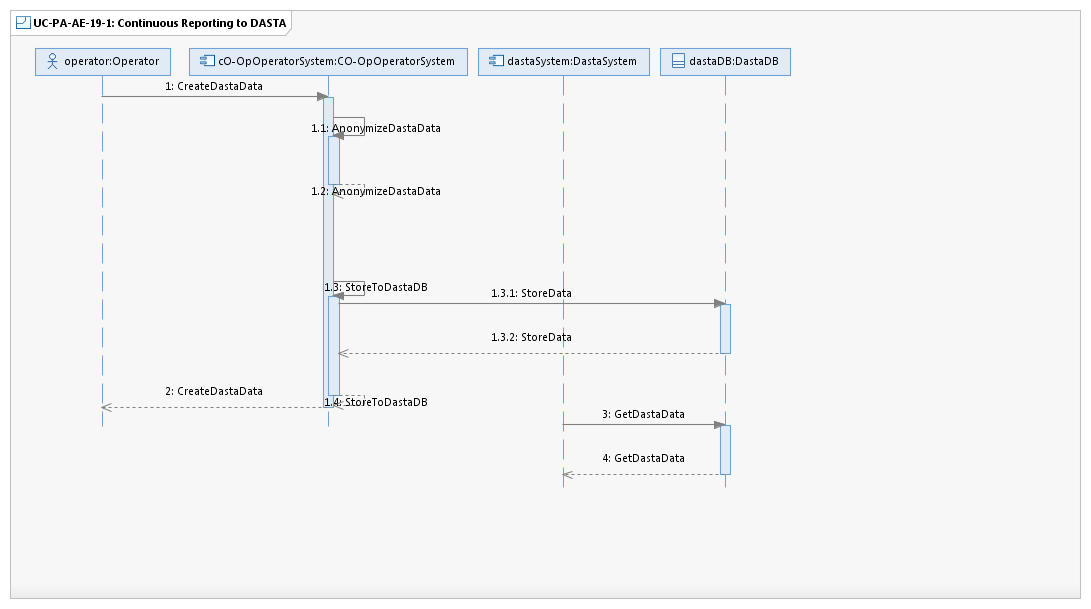 UC-PA-AE-19-1: Continuous Reporting to DASTA
operator:Operator
cO-OpOperatorSystem:CO-OpOperatorSystem
dastaSystem:DastaSystem
dastaDB:DastaDB
1: CreateDastaData
1.1: AnonymizeDastaData
1.2: AnonymizeDastaData
1.3: StoreToDastaDB
1.3.1: StoreData
1.3.2: StoreData
2: CreateDastaData
1.4: StoreToDastaDB
3: GetDastaData
4: GetDastaData